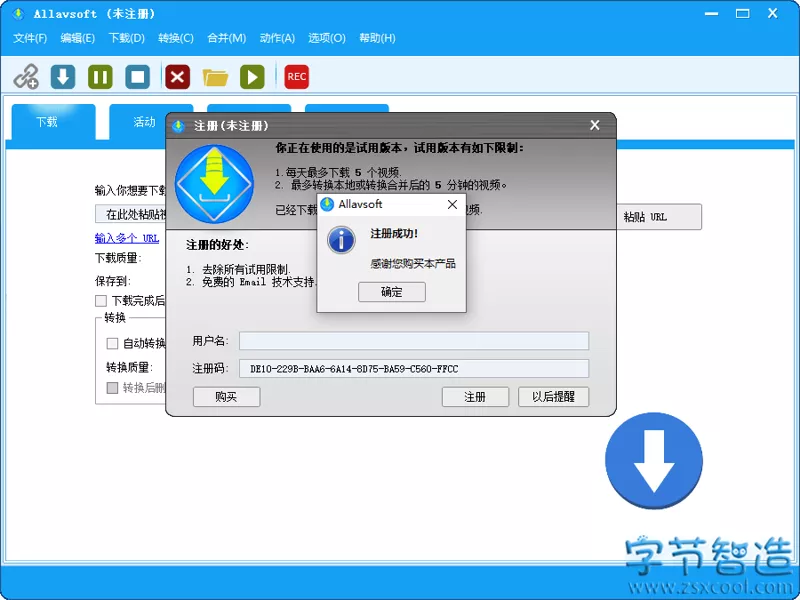 Allavsoft (未注册)
文件(F) 编辑(E) 下载(D) 转换(C) 合并(M) 动作(A) 选项(O) 帮助(H)
REC
下载 活动
注册(未注册)
你正在使用的是试用版本，试用版本有如下限制：
1.每天最多下载 5 个视频.
2. 最多转换本地或转换合并后的 5 分钟的视频。
已经下载 视频.
输入你想要下载
在此处粘贴视
粘贴 URL
输入多个 URL
下载质量:
保存到:
下载完成后
转换
自动转换
转换质量:
转换后删
Allavsoft
注册成功!
感谢您购买本产品
确定
注册的好处:
1. 去除所有试用限制.
2. 免费的 Email 技术支持.
用户名:
注册码: DE10-229B-BAA6-6A14-8D75-BA59-C560-FFCC
购买 注册 以后提醒
字节智造
www.zsxcool.com